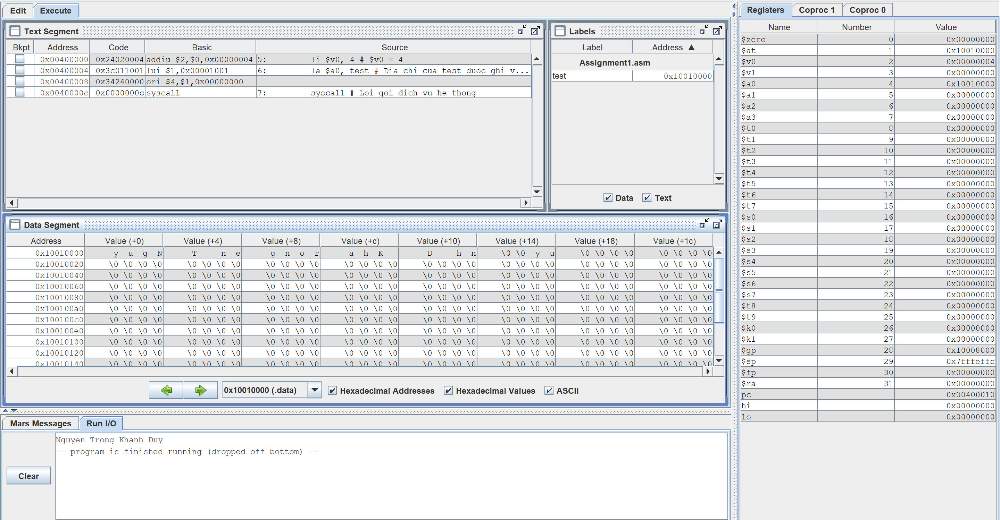 Edit Execute
Text Segment
Bkpt Address Code Basic Source
0x00400000 0x24020004 addiu $2,$0,0x00000004 5: li $v0, 4 # $v0 = 4
0x00400004 0x3c011001 lui $1,0x00001001 6: la $a0, test # Dia chi cua test duoc ghi v...
0x00400008 0x34240000 ori $4,$1,0x00000000
0x0040000c 0x0000000c syscall 7: syscall # Loi goi dich vu he thong
Labels
Label Address ▲
Assignment1.asm
test 0x10010000
Data Text
Data Segment
Address Value (+0) Value (+4) Value (+8) Value (+c) Value (+10) Value (+14) Value (+18) Value (+1c)
0x10010000 y u g N T n e g n o r a h K D h n \0 \0 y u \0 \0 \0 \0 \0 \0 \0 \0
0x10010020 \0 \0 \0 \0 \0 \0 \0 \0 \0 \0 \0 \0 \0 \0 \0 \0 \0 \0 \0 \0 \0 \0 \0 \0 \0 \0 \0 \0 \0 \0 \0 \0
0x10010040 \0 \0 \0 \0 \0 \0 \0 \0 \0 \0 \0 \0 \0 \0 \0 \0 \0 \0 \0 \0 \0 \0 \0 \0 \0 \0 \0 \0 \0 \0 \0 \0
0x10010060 \0 \0 \0 \0 \0 \0 \0 \0 \0 \0 \0 \0 \0 \0 \0 \0 \0 \0 \0 \0 \0 \0 \0 \0 \0 \0 \0 \0 \0 \0 \0 \0
0x10010080 \0 \0 \0 \0 \0 \0 \0 \0 \0 \0 \0 \0 \0 \0 \0 \0 \0 \0 \0 \0 \0 \0 \0 \0 \0 \0 \0 \0 \0 \0 \0 \0
0x100100a0 \0 \0 \0 \0 \0 \0 \0 \0 \0 \0 \0 \0 \0 \0 \0 \0 \0 \0 \0 \0 \0 \0 \0 \0 \0 \0 \0 \0 \0 \0 \0 \0
0x100100c0 \0 \0 \0 \0 \0 \0 \0 \0 \0 \0 \0 \0 \0 \0 \0 \0 \0 \0 \0 \0 \0 \0 \0 \0 \0 \0 \0 \0 \0 \0 \0 \0
0x100100e0 \0 \0 \0 \0 \0 \0 \0 \0 \0 \0 \0 \0 \0 \0 \0 \0 \0 \0 \0 \0 \0 \0 \0 \0 \0 \0 \0 \0 \0 \0 \0 \0
0x10010100 \0 \0 \0 \0 \0 \0 \0 \0 \0 \0 \0 \0 \0 \0 \0 \0 \0 \0 \0 \0 \0 \0 \0 \0 \0 \0 \0 \0 \0 \0 \0 \0
0x10010120 \0 \0 \0 \0 \0 \0 \0 \0 \0 \0 \0 \0 \0 \0 \0 \0 \0 \0 \0 \0 \0 \0 \0 \0 \0 \0 \0 \0 \0 \0 \0 \0
0x10010140 \0 \0 \0 \0 \0 \0 \0 \0 \0 \0 \0 \0 \0 \0 \0 \0 \0 \0 \0 \0 \0 \0 \0 \0 \0 \0 \0 \0 \0 \0 \0 \0
0x10010000 (.data) Hexadecimal Addresses Hexadecimal Values ASCII
Mars Messages Run I/O
Nguyen Trong Khanh Duy
-- program is finished running (dropped off bottom) --
Clear
Registers Coproc 1 Coproc 0
Name Number Value
$zero 0 0x00000000
$at 1 0x10010000
$v0 2 0x00000004
$v1 3 0x00000000
$a0 4 0x10010000
$a1 5 0x00000000
$a2 6 0x00000000
$a3 7 0x00000000
$t0 8 0x00000000
$t1 9 0x00000000
$t2 10 0x00000000
$t3 11 0x00000000
$t4 12 0x00000000
$t5 13 0x00000000
$t6 14 0x00000000
$t7 15 0x00000000
$s0 16 0x00000000
$s1 17 0x00000000
$s2 18 0x00000000
$s3 19 0x00000000
$s4 20 0x00000000
$s5 21 0x00000000
$s6 22 0x00000000
$s7 23 0x00000000
$t8 24 0x00000000
$t9 25 0x00000000
$k0 26 0x00000000
$k1 27 0x00000000
$gp 28 0x10008000
$sp 29 0x7fffeffc
$fp 30 0x00000000
$ra 31 0x00000000
pc 0x00400010
hi 0x00000000
lo 0x00000000